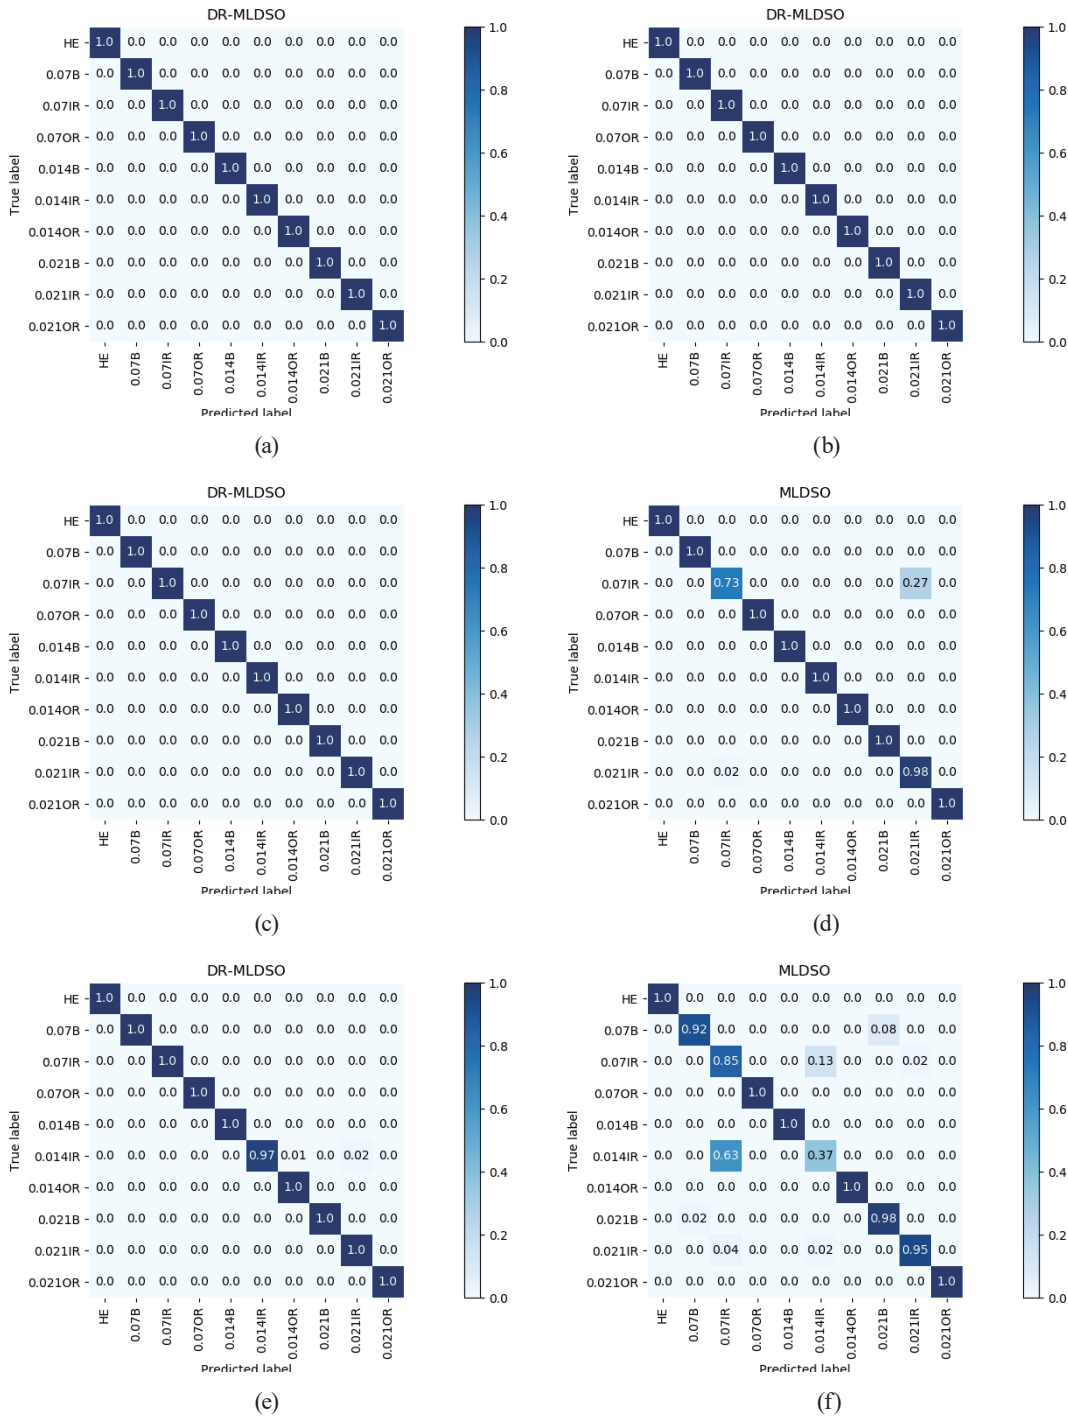 DR-MLDSO
True label
HE 1.0 0.0 0.0 0.0 0.0 0.0 0.0 0.0 0.0 0.0
0.07B 0.0 1.0 0.0 0.0 0.0 0.0 0.0 0.0 0.0 0.0
0.07IR 0.0 0.0 1.0 0.0 0.0 0.0 0.0 0.0 0.0 0.0
0.07OR 0.0 0.0 0.0 1.0 0.0 0.0 0.0 0.0 0.0 0.0
0.014B 0.0 0.0 0.0 0.0 1.0 0.0 0.0 0.0 0.0 0.0
0.014IR 0.0 0.0 0.0 0.0 0.0 1.0 0.0 0.0 0.0 0.0
0.014OR 0.0 0.0 0.0 0.0 0.0 0.0 1.0 0.0 0.0 0.0
0.021B 0.0 0.0 0.0 0.0 0.0 0.0 0.0 1.0 0.0 0.0
0.021IR 0.0 0.0 0.0 0.0 0.0 0.0 0.0 0.0 1.0 0.0
0.021OR 0.0 0.0 0.0 0.0 0.0 0.0 0.0 0.0 0.0 1.0
HE 0.07B 0.07IR 0.07OR 0.014B 0.014IR 0.014OR 0.021B 0.021IR 0.021OR
Predicted label
1.0
0.8
0.6
0.4
0.2
0.0
(a)
DR-MLDSO
True label
HE 1.0 0.0 0.0 0.0 0.0 0.0 0.0 0.0 0.0 0.0
0.07B 0.0 1.0 0.0 0.0 0.0 0.0 0.0 0.0 0.0 0.0
0.07IR 0.0 0.0 1.0 0.0 0.0 0.0 0.0 0.0 0.0 0.0
0.07OR 0.0 0.0 0.0 1.0 0.0 0.0 0.0 0.0 0.0 0.0
0.014B 0.0 0.0 0.0 0.0 1.0 0.0 0.0 0.0 0.0 0.0
0.014IR 0.0 0.0 0.0 0.0 0.0 1.0 0.0 0.0 0.0 0.0
0.014OR 0.0 0.0 0.0 0.0 0.0 0.0 1.0 0.0 0.0 0.0
0.021B 0.0 0.0 0.0 0.0 0.0 0.0 0.0 1.0 0.0 0.0
0.021IR 0.0 0.0 0.0 0.0 0.0 0.0 0.0 0.0 1.0 0.0
0.021OR 0.0 0.0 0.0 0.0 0.0 0.0 0.0 0.0 0.0 1.0
HE 0.07B 0.07IR 0.07OR 0.014B 0.014IR 0.014OR 0.021B 0.021IR 0.021OR
Predicted label
1.0
0.8
0.6
0.4
0.2
0.0
(b)
DR-MLDSO
True label
HE 1.0 0.0 0.0 0.0 0.0 0.0 0.0 0.0 0.0 0.0
0.07B 0.0 1.0 0.0 0.0 0.0 0.0 0.0 0.0 0.0 0.0
0.07IR 0.0 0.0 1.0 0.0 0.0 0.0 0.0 0.0 0.0 0.0
0.07OR 0.0 0.0 0.0 1.0 0.0 0.0 0.0 0.0 0.0 0.0
0.014B 0.0 0.0 0.0 0.0 1.0 0.0 0.0 0.0 0.0 0.0
0.014IR 0.0 0.0 0.0 0.0 0.0 1.0 0.0 0.0 0.0 0.0
0.014OR 0.0 0.0 0.0 0.0 0.0 0.0 1.0 0.0 0.0 0.0
0.021B 0.0 0.0 0.0 0.0 0.0 0.0 0.0 1.0 0.0 0.0
0.021IR 0.0 0.0 0.0 0.0 0.0 0.0 0.0 0.0 1.0 0.0
0.021OR 0.0 0.0 0.0 0.0 0.0 0.0 0.0 0.0 0.0 1.0
HE 0.07B 0.07IR 0.07OR 0.014B 0.014IR 0.014OR 0.021B 0.021IR 0.021OR
Predicted label
1.0
0.8
0.6
0.4
0.2
0.0
(c)
MLDSO
True label
HE 1.0 0.0 0.0 0.0 0.0 0.0 0.0 0.0 0.0 0.0
0.07B 0.0 1.0 0.0 0.0 0.0 0.0 0.0 0.0 0.0 0.0
0.07IR 0.0 0.0 0.73 0.0 0.0 0.0 0.0 0.0 0.27 0.0
0.07OR 0.0 0.0 0.0 1.0 0.0 0.0 0.0 0.0 0.0 0.0
0.014B 0.0 0.0 0.0 0.0 1.0 0.0 0.0 0.0 0.0 0.0
0.014IR 0.0 0.0 0.0 0.0 0.0 1.0 0.0 0.0 0.0 0.0
0.014OR 0.0 0.0 0.0 0.0 0.0 0.0 1.0 0.0 0.0 0.0
0.021B 0.0 0.0 0.0 0.0 0.0 0.0 0.0 1.0 0.0 0.0
0.021IR 0.0 0.0 0.02 0.0 0.0 0.0 0.0 0.0 0.98 0.0
0.021OR 0.0 0.0 0.0 0.0 0.0 0.0 0.0 0.0 0.0 1.0
HE 0.07B 0.07IR 0.07OR 0.014B 0.014IR 0.014OR 0.021B 0.021IR 0.021OR
Predicted label
1.0
0.8
0.6
0.4
0.2
0.0
(d)
DR-MLDSO
True label
HE 1.0 0.0 0.0 0.0 0.0 0.0 0.0 0.0 0.0 0.0
0.07B 0.0 1.0 0.0 0.0 0.0 0.0 0.0 0.0 0.0 0.0
0.07IR 0.0 0.0 1.0 0.0 0.0 0.0 0.0 0.0 0.0 0.0
0.07OR 0.0 0.0 0.0 1.0 0.0 0.0 0.0 0.0 0.0 0.0
0.014B 0.0 0.0 0.0 0.0 1.0 0.0 0.0 0.0 0.0 0.0
0.014IR 0.0 0.0 0.0 0.0 0.0 0.97 0.01 0.0 0.02 0.0
0.014OR 0.0 0.0 0.0 0.0 0.0 0.0 1.0 0.0 0.0 0.0
0.021B 0.0 0.0 0.0 0.0 0.0 0.0 0.0 1.0 0.0 0.0
0.021IR 0.0 0.0 0.0 0.0 0.0 0.0 0.0 0.0 1.0 0.0
0.021OR 0.0 0.0 0.0 0.0 0.0 0.0 0.0 0.0 0.0 1.0
HE 0.07B 0.07IR 0.07OR 0.014B 0.014IR 0.014OR 0.021B 0.021IR 0.021OR
Predicted label
1.0
0.8
0.6
0.4
0.2
0.0
(e)
MLDSO
True label
HE 1.0 0.0 0.0 0.0 0.0 0.0 0.0 0.0 0.0 0.0
0.07B 0.0 0.92 0.0 0.0 0.0 0.0 0.0 0.08 0.0 0.0
0.07IR 0.0 0.0 0.85 0.0 0.0 0.13 0.0 0.0 0.02 0.0
0.07OR 0.0 0.0 0.0 1.0 0.0 0.0 0.0 0.0 0.0 0.0
0.014B 0.0 0.0 0.0 0.0 1.0 0.0 0.0 0.0 0.0 0.0
0.014IR 0.0 0.0 0.63 0.0 0.0 0.37 0.0 0.0 0.0 0.0
0.014OR 0.0 0.0 0.0 0.0 0.0 0.0 1.0 0.0 0.0 0.0
0.021B 0.0 0.02 0.0 0.0 0.0 0.0 0.0 0.98 0.0 0.0
0.021IR 0.0 0.0 0.04 0.0 0.0 0.02 0.0 0.0 0.95 0.0
0.021OR 0.0 0.0 0.0 0.0 0.0 0.0 0.0 0.0 0.0 1.0
HE 0.07B 0.07IR 0.07OR 0.014B 0.014IR 0.014OR 0.021B 0.021IR 0.021OR
Predicted label
1.0
0.8
0.6
0.4
0.2
0.0
(f)